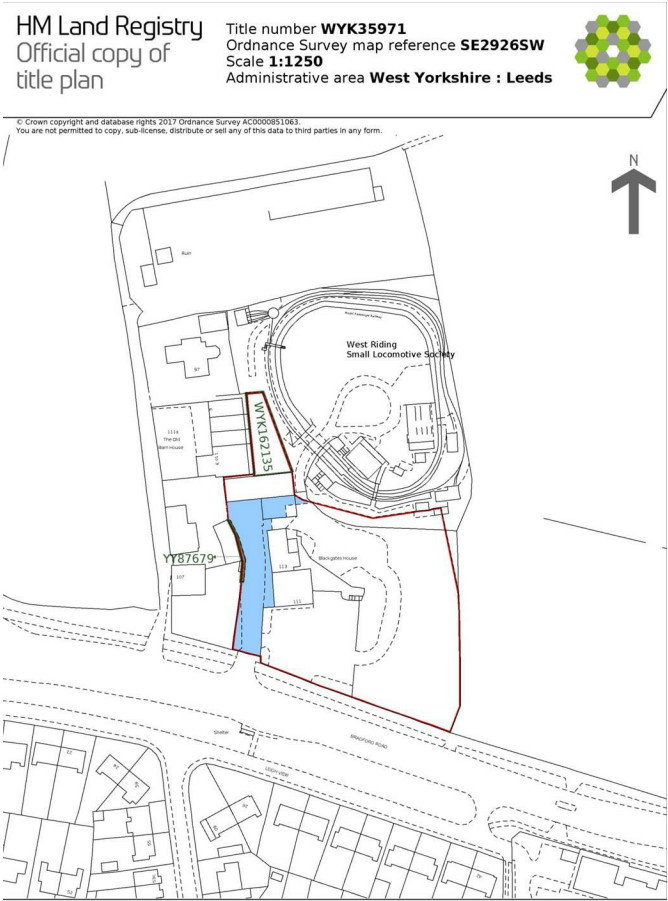 HM Land Registry
Official copy of
title plan
Title number WYK35971
Ordnance Survey map reference SE2926SW
Scale 1:1250
Administrative area West Yorkshire : Leeds
© Crown copyright and database rights 2017 Ordnance Survey AC0000851063.
You are not permitted to copy, sub-license, distribute or sell any of this data to third parties in any form.
N
Ruin
West Riding
Small Locomotive Society
97
WYK162135
111a
The Old
Barn House
YY87679
Blackgates House
113
107
111
Shelter
BRADFORD ROAD
LEIGH VIEW